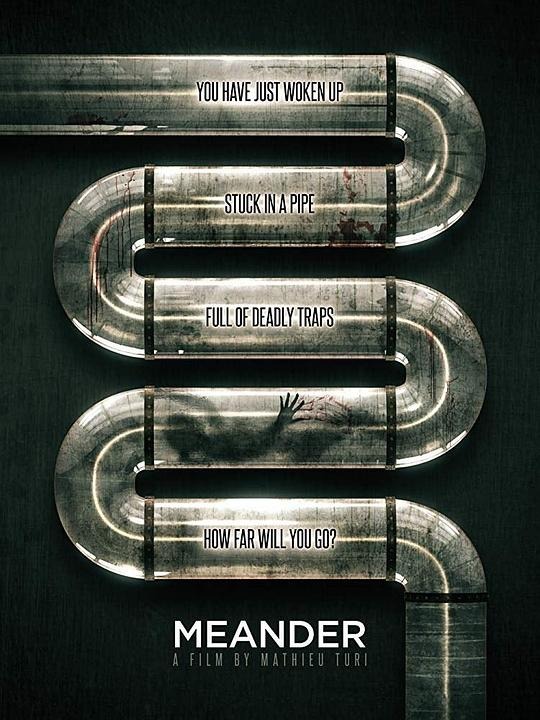 YOU HAVE JUST WOKEN UP
STUCK IN A PIPE
FULL OF DEADLY TRAPS
HOW FAR WILL YOU GO?
MEANDER
A FILM BY MATHIEU TURI